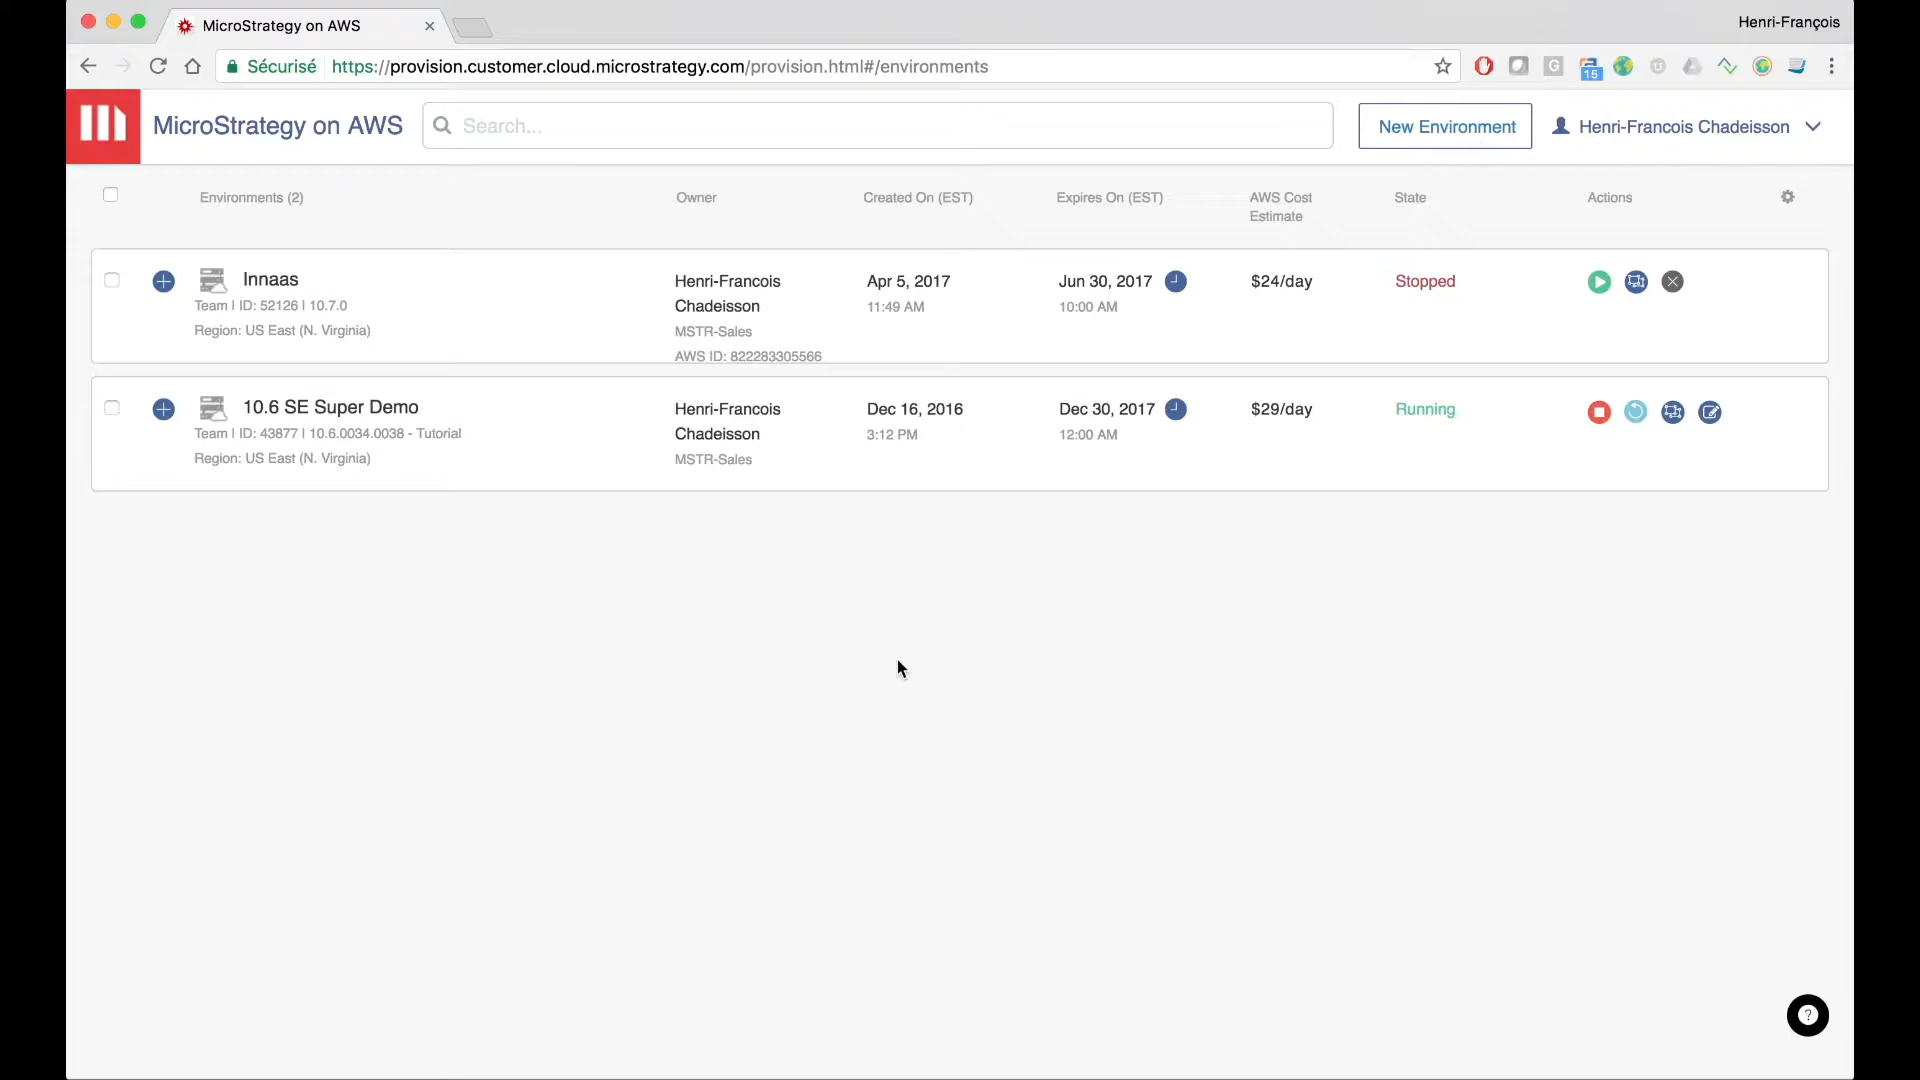 MicroStrategy on AWS
Henri-François
Sécurisé
https://provision.customer.cloud.microstrategy.com/provision.html#/environments
15
MicroStrategy on AWS
Search...
New Environment
Henri-Francois Chadeisson
Environments (2)
Owner
Created On (EST)
Expires On (EST)
AWS Cost
Estimate
State
Actions
Innaas
Team | ID: 52126 | 10.7.0
Region: US East (N. Virginia)
Henri-Francois
Chadeisson
MSTR-Sales
AWS ID: 822283305566
Apr 5, 2017
11:49 AM
Jun 30, 2017
10:00 AM
$24/day
Stopped
10.6 SE Super Demo
Team | ID: 43877 | 10.6.0034.0038 - Tutorial
Region: US East (N. Virginia)
Henri-Francois
Chadeisson
MSTR-Sales
Dec 16, 2016
3:12 PM
Dec 30, 2017
12:00 AM
$29/day
Running
?